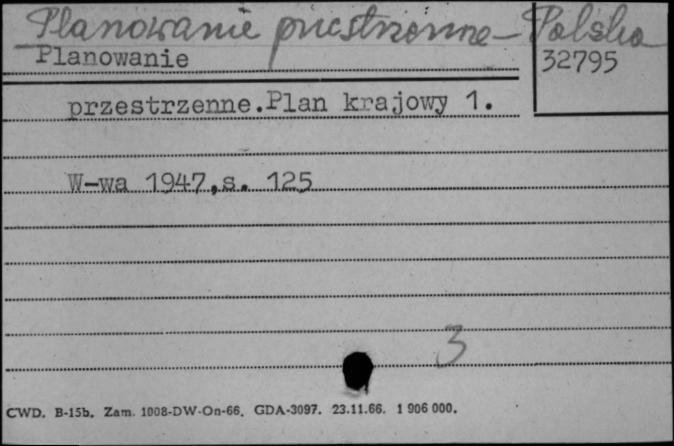 Planowanie przestrzenne - Polska
Planowanie
32795
przestrzenne.Plan krajowy 1.
W-wa 1947,s. 125
3
CWD. B-15b. Zam. 1008-DW-On-66. GDA-3097. 23.11.66. 1 906 000.